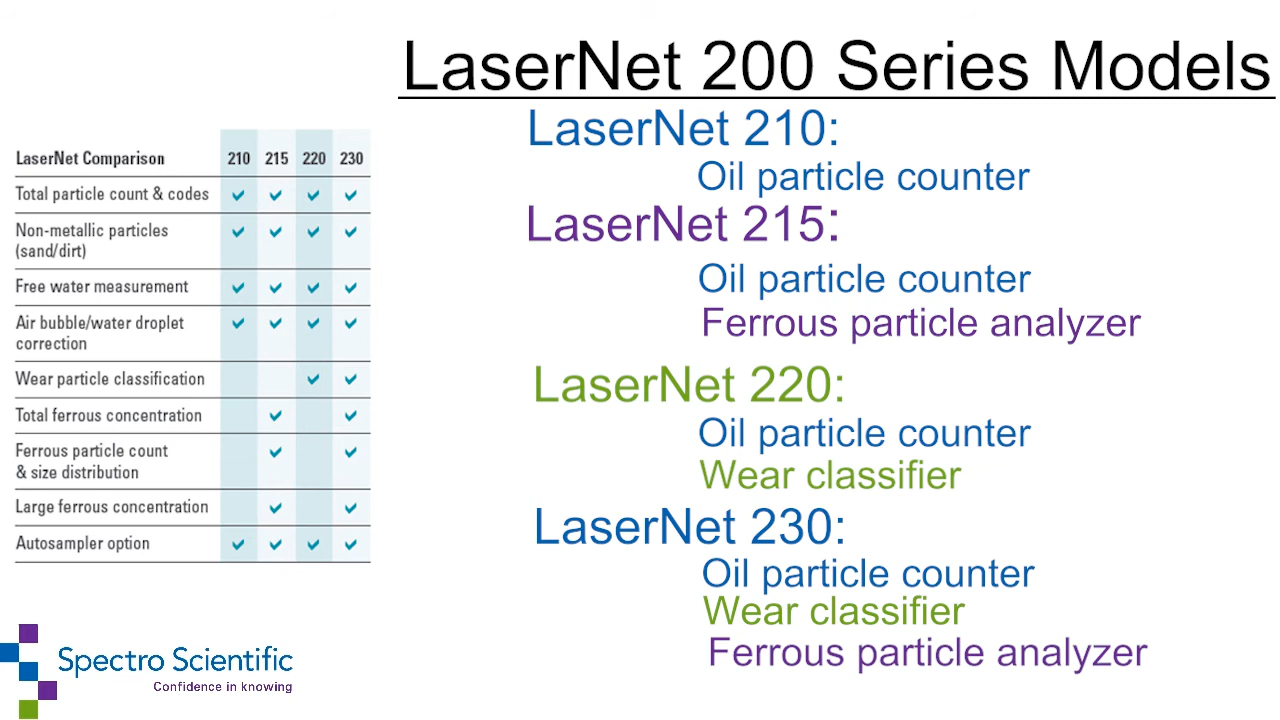 LaserNet 200 Series Models
LaserNet Comparison 210 215 220 230
Total particle count & codes ✓ ✓ ✓ ✓
Non-metallic particles
(sand/dirt) ✓ ✓ ✓ ✓
Free water measurement ✓ ✓ ✓ ✓
Air bubble/water droplet
correction ✓ ✓ ✓ ✓
Wear particle classification ✓ ✓
Total ferrous concentration ✓ ✓
Ferrous particle count
& size distribution ✓ ✓
Large ferrous concentration ✓ ✓
Autosampler option ✓ ✓ ✓ ✓
LaserNet 210:
Oil particle counter
LaserNet 215:
Oil particle counter
Ferrous particle analyzer
LaserNet 220:
Oil particle counter
Wear classifier
LaserNet 230:
Oil particle counter
Wear classifier
Ferrous particle analyzer
Spectro Scientific
Confidence in knowing